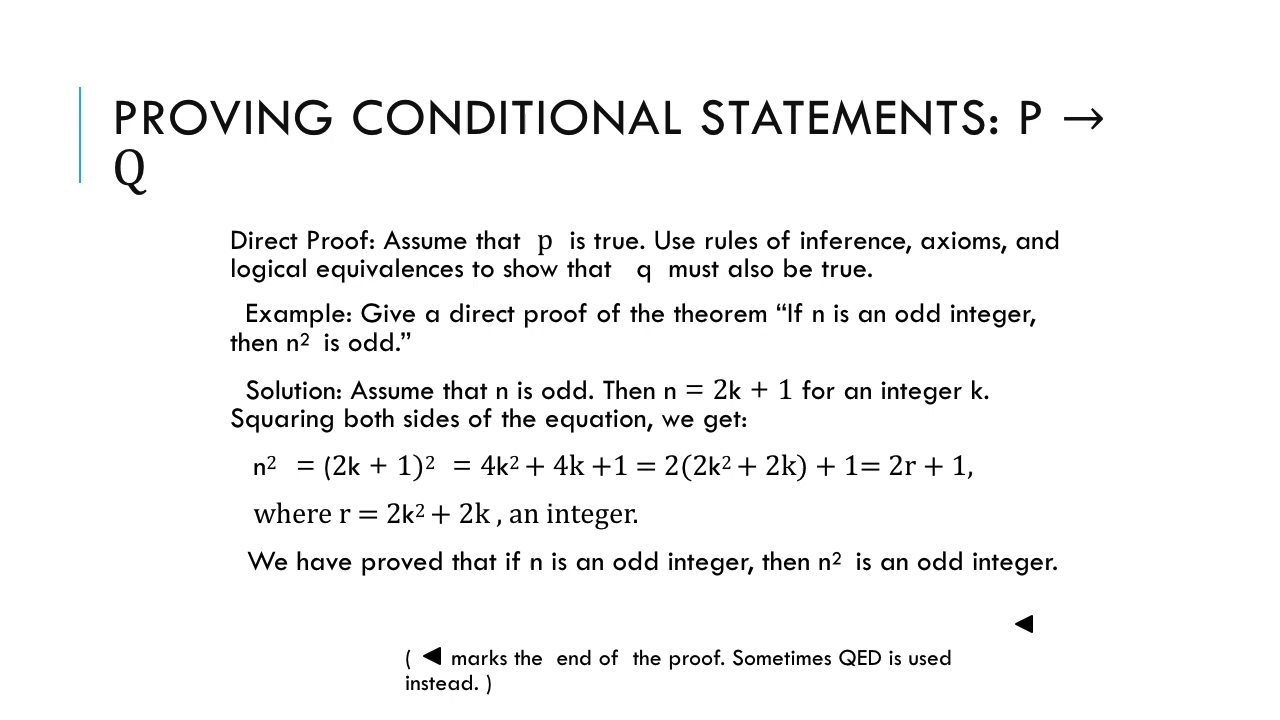 PROVING CONDITIONAL STATEMENTS: P →
Q
Direct Proof: Assume that p is true. Use rules of inference, axioms, and
logical equivalences to show that q must also be true.
Example: Give a direct proof of the theorem “If n is an odd integer,
then n² is odd.”
Solution: Assume that n is odd. Then n = 2k + 1 for an integer k.
Squaring both sides of the equation, we get:
n² = (2k + 1)² = 4k² + 4k +1 = 2(2k² + 2k) + 1= 2r + 1,
where r = 2k² + 2k , an integer.
We have proved that if n is an odd integer, then n² is an odd integer.
◀
( ◀ marks the end of the proof. Sometimes QED is used
instead. )